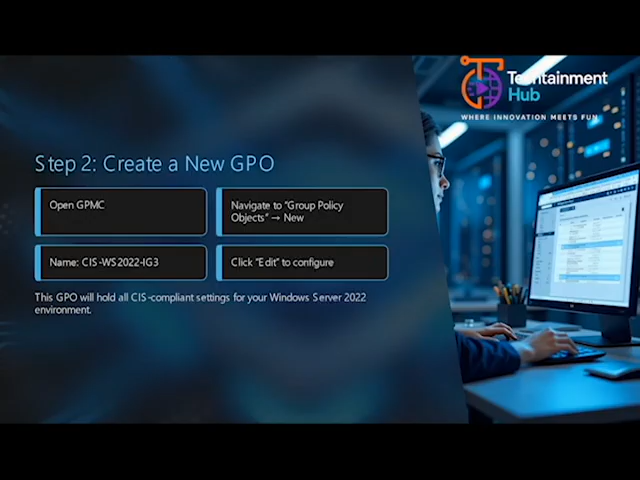 Techtainment
Hub
WHERE INNOVATION MEETS FUN
Step 2: Create a New GPO
Open GPMC
Navigate to “Group Policy
Objects” → New
Name: CIS-WS2022-IG3
Click “Edit” to configure
This GPO will hold all CIS-compliant settings for your Windows Server 2022
environment.